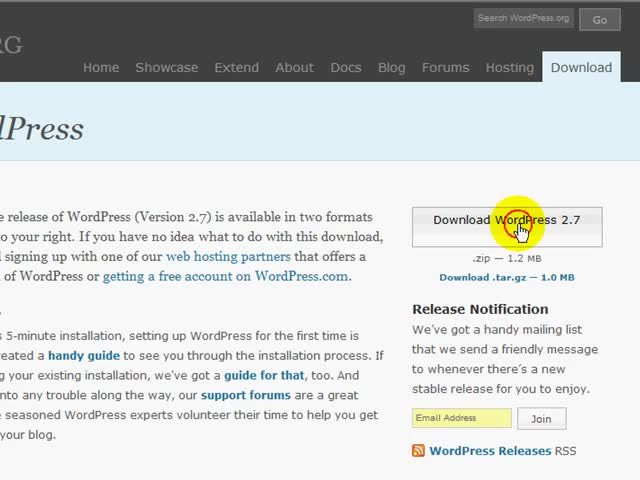 Search WordPress.org
Go
RG
Home Showcase Extend About Docs Blog Forums Hosting Download
dPress
e release of WordPress (Version 2.7) is available in two formats
o your right. If you have no idea what to do with this download,
l signing up with one of our web hosting partners that offers a
of WordPress or getting a free account on WordPress.com.
s 5-minute installation, setting up WordPress for the first time is
reated a handy guide to see you through the installation process. If
ng your existing installation, we've got a guide for that, too. And
into any trouble along the way, our support forums are a great
e seasoned WordPress experts volunteer their time to help you get
your blog.
Download WordPress 2.7
.zip — 1.2 MB
Download .tar.gz — 1.0 MB
Release Notification
We've got a handy mailing list
that we send a friendly message
to whenever there's a new
stable release for you to enjoy.
Email Address
Join
WordPress Releases RSS